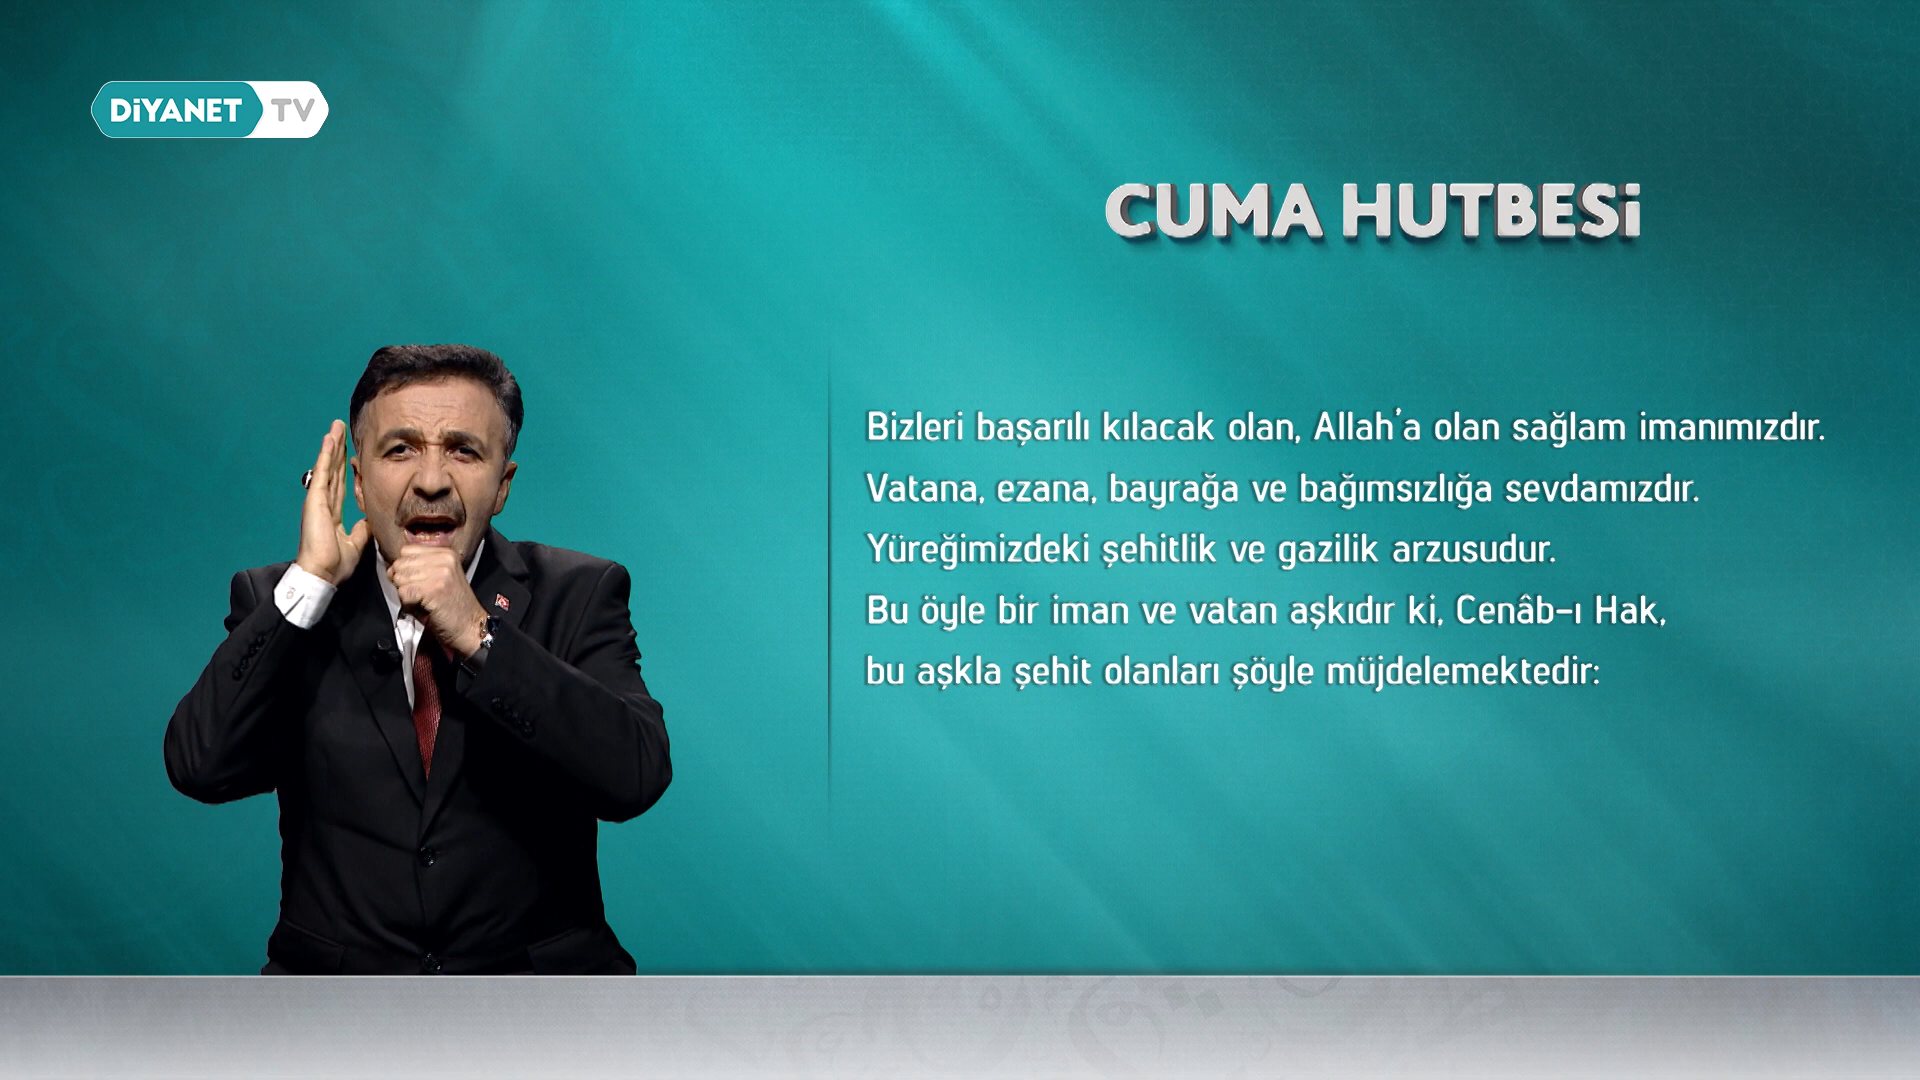 DiYANET TV
CUMA HUTBESi
Bizleri başarılı kılacak olan, Allah'a olan sağlam imanımızdır.
Vatana, ezana, bayrağa ve bağımsızlığa sevdamızdır.
Yüreğimizdeki şehitlik ve gazilik arzusudur.
Bu öyle bir iman ve vatan aşkıdır ki, Cenâb-ı Hak,
bu aşkla şehit olanları şöyle müjdelemektedir: